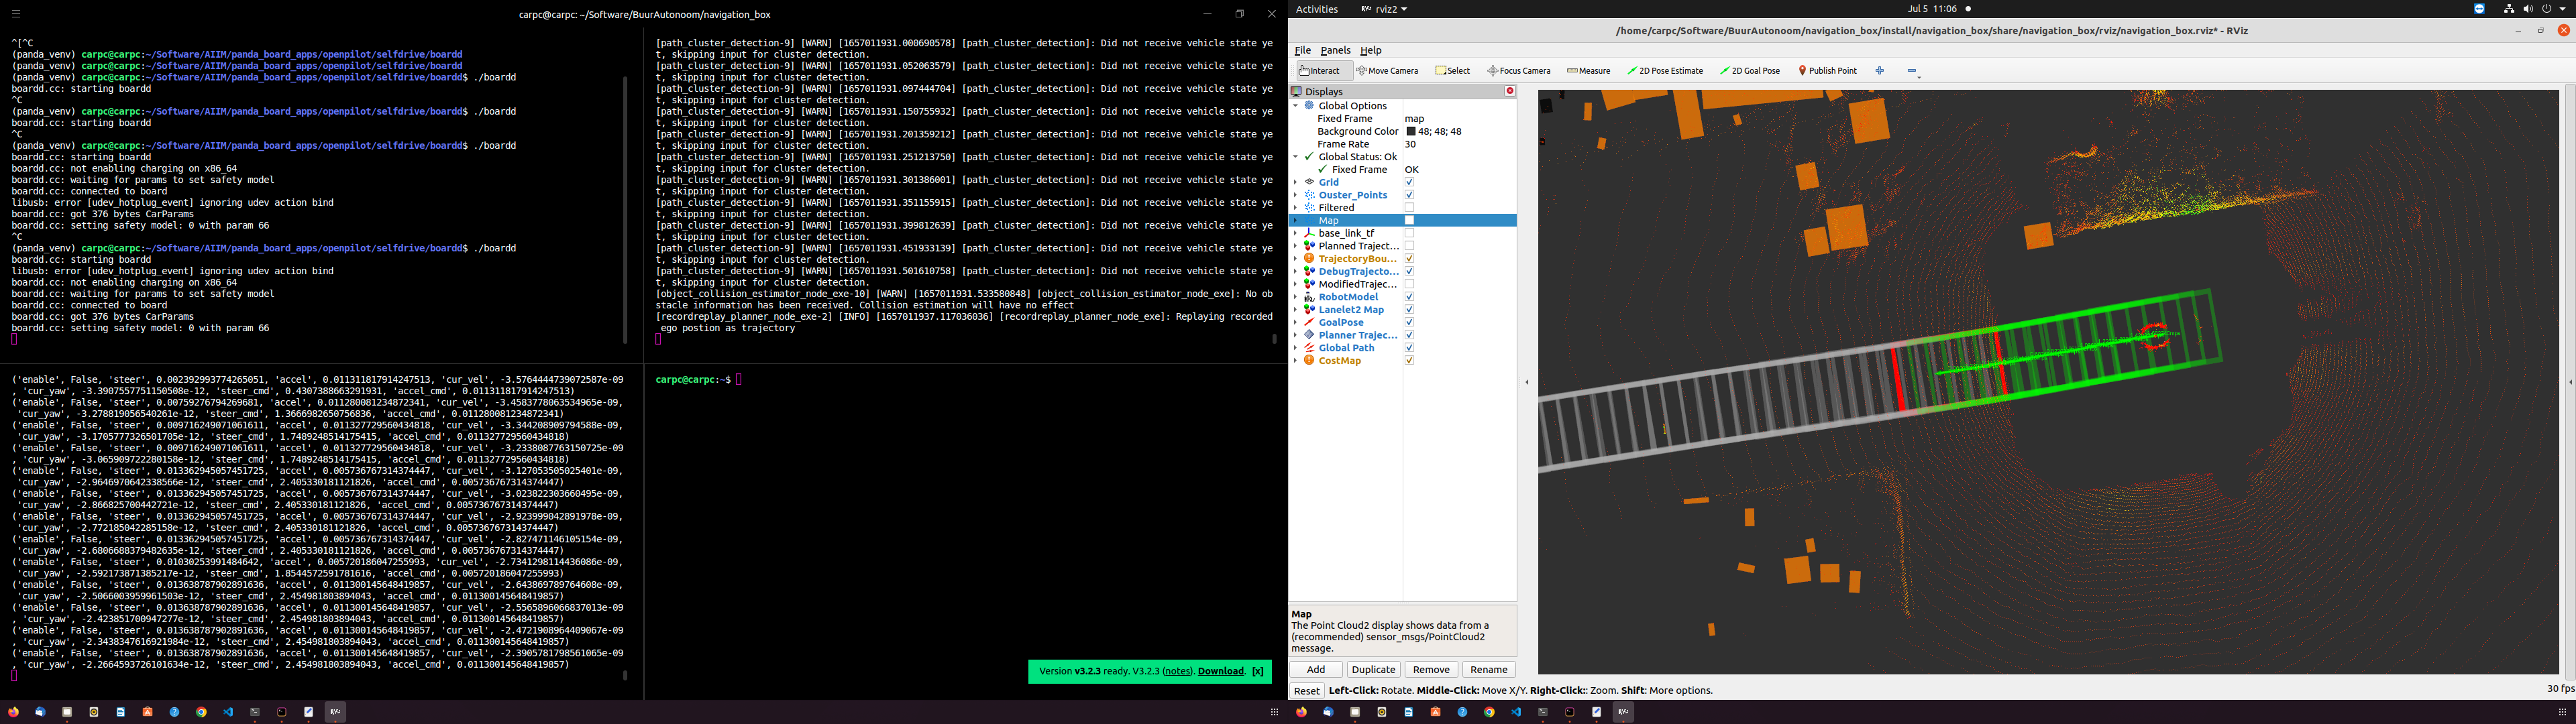 carpc@carpc: ~/Software/BuurAutonoom/navigation_box
^[^C
(panda_venv) carpc@carpc:~/Software/AIIM/panda_board_apps/openpilot/selfdrive/boardd
(panda_venv) carpc@carpc:~/Software/AIIM/panda_board_apps/openpilot/selfdrive/boardd
(panda_venv) carpc@carpc:~/Software/AIIM/panda_board_apps/openpilot/selfdrive/boardd$ ./boardd
boardd.cc: starting boardd
^C
(panda_venv) carpc@carpc:~/Software/AIIM/panda_board_apps/openpilot/selfdrive/boardd$ ./boardd
boardd.cc: starting boardd
^C
(panda_venv) carpc@carpc:~/Software/AIIM/panda_board_apps/openpilot/selfdrive/boardd$ ./boardd
boardd.cc: starting boardd
boardd.cc: not enabling charging on x86_64
boardd.cc: waiting for params to set safety model
boardd.cc: connected to board
libusb: error [udev_hotplug_event] ignoring udev action bind
boardd.cc: got 376 bytes CarParams
boardd.cc: setting safety model: 0 with param 66
^C
(panda_venv) carpc@carpc:~/Software/AIIM/panda_board_apps/openpilot/selfdrive/boardd$ ./boardd
boardd.cc: starting boardd
libusb: error [udev_hotplug_event] ignoring udev action bind
boardd.cc: not enabling charging on x86_64
boardd.cc: waiting for params to set safety model
boardd.cc: connected to board
boardd.cc: got 376 bytes CarParams
boardd.cc: setting safety model: 0 with param 66
[path_cluster_detection-9] [WARN] [1657011931.000690578] [path_cluster_detection]: Did not receive vehicle state ye
t, skipping input for cluster detection.
[path_cluster_detection-9] [WARN] [1657011931.052063579] [path_cluster_detection]: Did not receive vehicle state ye
t, skipping input for cluster detection.
[path_cluster_detection-9] [WARN] [1657011931.097444704] [path_cluster_detection]: Did not receive vehicle state ye
t, skipping input for cluster detection.
[path_cluster_detection-9] [WARN] [1657011931.150755932] [path_cluster_detection]: Did not receive vehicle state ye
t, skipping input for cluster detection.
[path_cluster_detection-9] [WARN] [1657011931.201359212] [path_cluster_detection]: Did not receive vehicle state ye
t, skipping input for cluster detection.
[path_cluster_detection-9] [WARN] [1657011931.251213750] [path_cluster_detection]: Did not receive vehicle state ye
t, skipping input for cluster detection.
[path_cluster_detection-9] [WARN] [1657011931.301386001] [path_cluster_detection]: Did not receive vehicle state ye
t, skipping input for cluster detection.
[path_cluster_detection-9] [WARN] [1657011931.351155915] [path_cluster_detection]: Did not receive vehicle state ye
t, skipping input for cluster detection.
[path_cluster_detection-9] [WARN] [1657011931.399812639] [path_cluster_detection]: Did not receive vehicle state ye
t, skipping input for cluster detection.
[path_cluster_detection-9] [WARN] [1657011931.451933139] [path_cluster_detection]: Did not receive vehicle state ye
t, skipping input for cluster detection.
[path_cluster_detection-9] [WARN] [1657011931.501610758] [path_cluster_detection]: Did not receive vehicle state ye
t, skipping input for cluster detection.
[object_collision_estimator_node_exe-10] [WARN] [1657011931.533580848] [object_collision_estimator_node_exe]: No ob
stacle information has been received. Collision estimation will have no effect
[recordreplay_planner_node_exe-2] [INFO] [1657011937.117036036] [recordreplay_planner_node_exe]: Replaying recorded
ego postion as trajectory
('enable', False, 'steer', 0.002392993774265051, 'accel', 0.011311817914247513, 'cur_vel', -3.5764444739072587e-09
, 'cur_yaw', -3.3907557751150508e-12, 'steer_cmd', 0.4307388663291931, 'accel_cmd', 0.011311817914247513)
('enable', False, 'steer', 0.00759276794269681, 'accel', 0.011280081234872341, 'cur_vel', -3.4583778063534965e-09,
'cur_yaw', -3.278819056540261e-12, 'steer_cmd', 1.3666982650756836, 'accel_cmd', 0.011280081234872341)
('enable', False, 'steer', 0.009716249071061611, 'accel', 0.011327729560434818, 'cur_vel', -3.344208909794588e-09,
'cur_yaw', -3.1705777326501705e-12, 'steer_cmd', 1.7489248514175415, 'accel_cmd', 0.011327729560434818)
('enable', False, 'steer', 0.009716249071061611, 'accel', 0.011327729560434818, 'cur_vel', -3.2338087763150725e-09
, 'cur_yaw', -3.065909722280158e-12, 'steer_cmd', 1.7489248514175415, 'accel_cmd', 0.011327729560434818)
('enable', False, 'steer', 0.013362945057451725, 'accel', 0.005736767314374447, 'cur_vel', -3.127053505025401e-09,
'cur_yaw', -2.9646970642338566e-12, 'steer_cmd', 2.405330181121826, 'accel_cmd', 0.005736767314374447)
('enable', False, 'steer', 0.013362945057451725, 'accel', 0.005736767314374447, 'cur_vel', -3.023822303660495e-09,
'cur_yaw', -2.866825700442721e-12, 'steer_cmd', 2.405330181121826, 'accel_cmd', 0.005736767314374447)
('enable', False, 'steer', 0.013362945057451725, 'accel', 0.005736767314374447, 'cur_vel', -2.923999042891978e-09,
'cur_yaw', -2.772185042285158e-12, 'steer_cmd', 2.405330181121826, 'accel_cmd', 0.005736767314374447)
('enable', False, 'steer', 0.013362945057451725, 'accel', 0.005736767314374447, 'cur_vel', -2.827471146105154e-09,
'cur_yaw', -2.6806688379482635e-12, 'steer_cmd', 2.405330181121826, 'accel_cmd', 0.005736767314374447)
('enable', False, 'steer', 0.01030253991484642, 'accel', 0.005720186047255993, 'cur_vel', -2.7341298114436086e-09,
'cur_yaw', -2.592173871385217e-12, 'steer_cmd', 1.8544572591781616, 'accel_cmd', 0.005720186047255993)
('enable', False, 'steer', 0.013638787902891636, 'accel', 0.011300145648419857, 'cur_vel', -2.643869789764608e-09,
'cur_yaw', -2.5066003959961503e-12, 'steer_cmd', 2.454981803894043, 'accel_cmd', 0.011300145648419857)
('enable', False, 'steer', 0.013638787902891636, 'accel', 0.011300145648419857, 'cur_vel', -2.5565896066837013e-09
, 'cur_yaw', -2.423851700947277e-12, 'steer_cmd', 2.454981803894043, 'accel_cmd', 0.011300145648419857)
('enable', False, 'steer', 0.013638787902891636, 'accel', 0.011300145648419857, 'cur_vel', -2.4721908964409067e-09
, 'cur_yaw', -2.3438347616921984e-12, 'steer_cmd', 2.454981803894043, 'accel_cmd', 0.011300145648419857)
('enable', False, 'steer', 0.013638787902891636, 'accel', 0.011300145648419857, 'cur_vel', -2.3905781798561065e-09
, 'cur_yaw', -2.2664593726101634e-12, 'steer_cmd', 2.454981803894043, 'accel_cmd', 0.011300145648419857)
carpc@carpc:~$
Version v3.2.3 ready. V3.2.3 (notes). Download. [x]
Activities rviz2 Jul 5 11:06
/home/carpc/Software/BuurAutonoom/navigation_box/install/navigation_box/share/navigation_box/rviz/navigation_box.rviz* - RViz
File Panels Help
Interact Move Camera Select Focus Camera Measure 2D Pose Estimate 2D Goal Pose Publish Point
Displays
Global Options
Fixed Frame map
Background Color 48; 48; 48
Frame Rate 30
Global Status: Ok
Fixed Frame OK
Grid
Ouster_Points
Filtered
Map
base_link_tf
Planned Traject...
TrajectoryBou...
DebugTrajecto...
ModifiedTrajec...
RobotModel
Lanelet2 Map
GoalPose
Planner Trajec...
Global Path
CostMap
Map
The Point Cloud2 display shows data from a
(recommended) sensor_msgs/PointCloud2
message.
Add Duplicate Remove Rename
Reset Left-Click: Rotate. Middle-Click: Move X/Y. Right-Click:: Zoom. Shift: More options.
30 fps